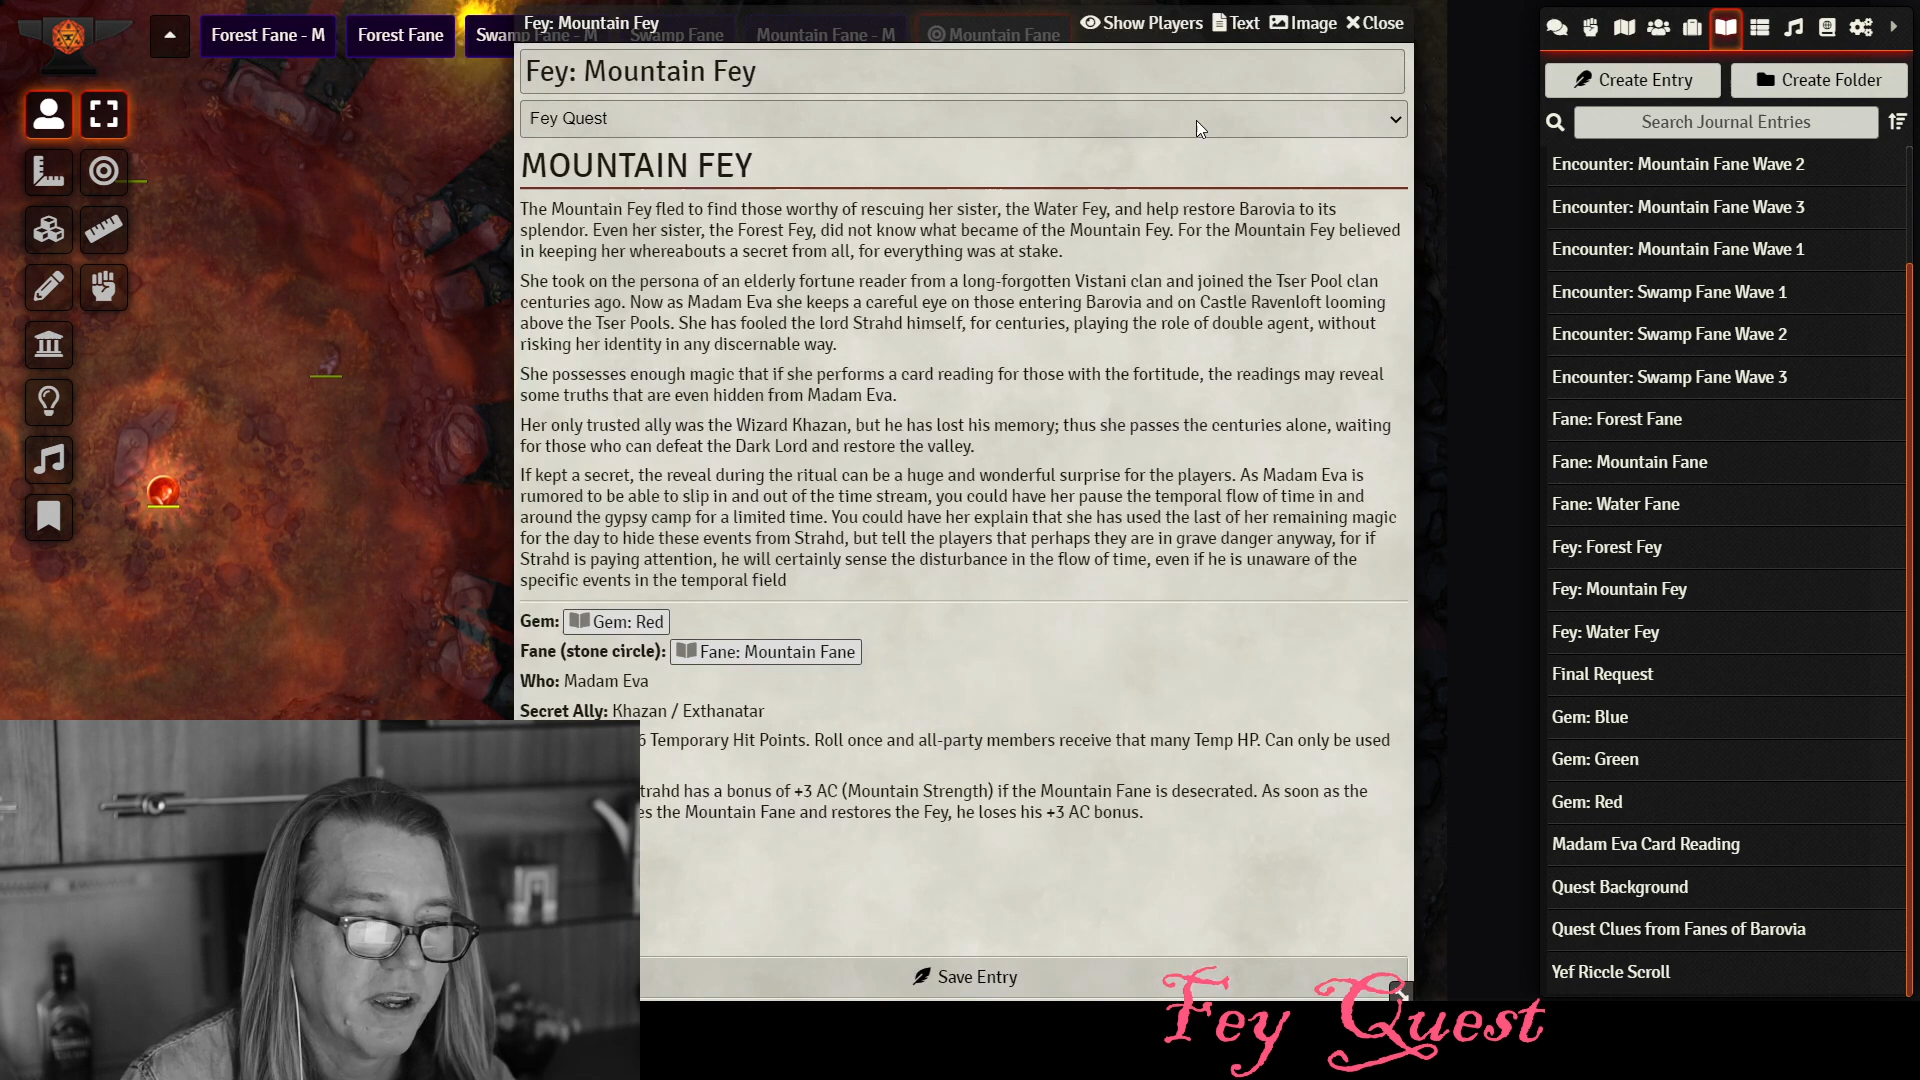 Forest Fane - M
Forest Fane
Swamp Fane - M
Swamp Fane
Mountain Fane - M
Mountain Fane
Fey: Mountain Fey
Show Players
Text
Image
Close
Fey: Mountain Fey
Fey Quest
MOUNTAIN FEY
The Mountain Fey fled to find those worthy of rescuing her sister, the Water Fey, and help restore Barovia to its
splendor. Even her sister, the Forest Fey, did not know what became of the Mountain Fey. For the Mountain Fey believed
in keeping her whereabouts a secret from all, for everything was at stake.
She took on the persona of an elderly fortune reader from a long-forgotten Vistani clan and joined the Tser Pool clan
centuries ago. Now as Madam Eva she keeps a careful eye on those entering Barovia and on Castle Ravenloft looming
above the Tser Pools. She has fooled the lord Strahd himself, for centuries, playing the role of double agent, without
risking her identity in any discernable way.
She possesses enough magic that if she performs a card reading for those with the fortitude, the readings may reveal
some truths that are even hidden from Madam Eva.
Her only trusted ally was the Wizard Khazan, but he has lost his memory; thus she passes the centuries alone, waiting
for those who can defeat the Dark Lord and restore the valley.
If kept a secret, the reveal during the ritual can be a huge and wonderful surprise for the players. As Madam Eva is
rumored to be able to slip in and out of the time stream, you could have her pause the temporal flow of time in and
around the gypsy camp for a limited time. You could have her explain that she has used the last of her remaining magic
for the day to hide these events from Strahd, but tell the players that perhaps they are in grave danger anyway, for if
Strahd is paying attention, he will certainly sense the disturbance in the flow of time, even if he is unaware of the
specific events in the temporal field
Gem: Gem: Red
Fane (stone circle): Fane: Mountain Fane
Who: Madam Eva
Secret Ally: Khazan / Exthanatar
6 Temporary Hit Points. Roll once and all-party members receive that many Temp HP. Can only be used
trahd has a bonus of +3 AC (Mountain Strength) if the Mountain Fane is desecrated. As soon as the
es the Mountain Fane and restores the Fey, he loses his +3 AC bonus.
Save Entry
Create Entry
Create Folder
Search Journal Entries
Encounter: Mountain Fane Wave 2
Encounter: Mountain Fane Wave 3
Encounter: Mountain Fane Wave 1
Encounter: Swamp Fane Wave 1
Encounter: Swamp Fane Wave 2
Encounter: Swamp Fane Wave 3
Fane: Forest Fane
Fane: Mountain Fane
Fane: Water Fane
Fey: Forest Fey
Fey: Mountain Fey
Fey: Water Fey
Final Request
Gem: Blue
Gem: Green
Gem: Red
Madam Eva Card Reading
Quest Background
Quest Clues from Fanes of Barovia
Yef Riccle Scroll
Fey Quest